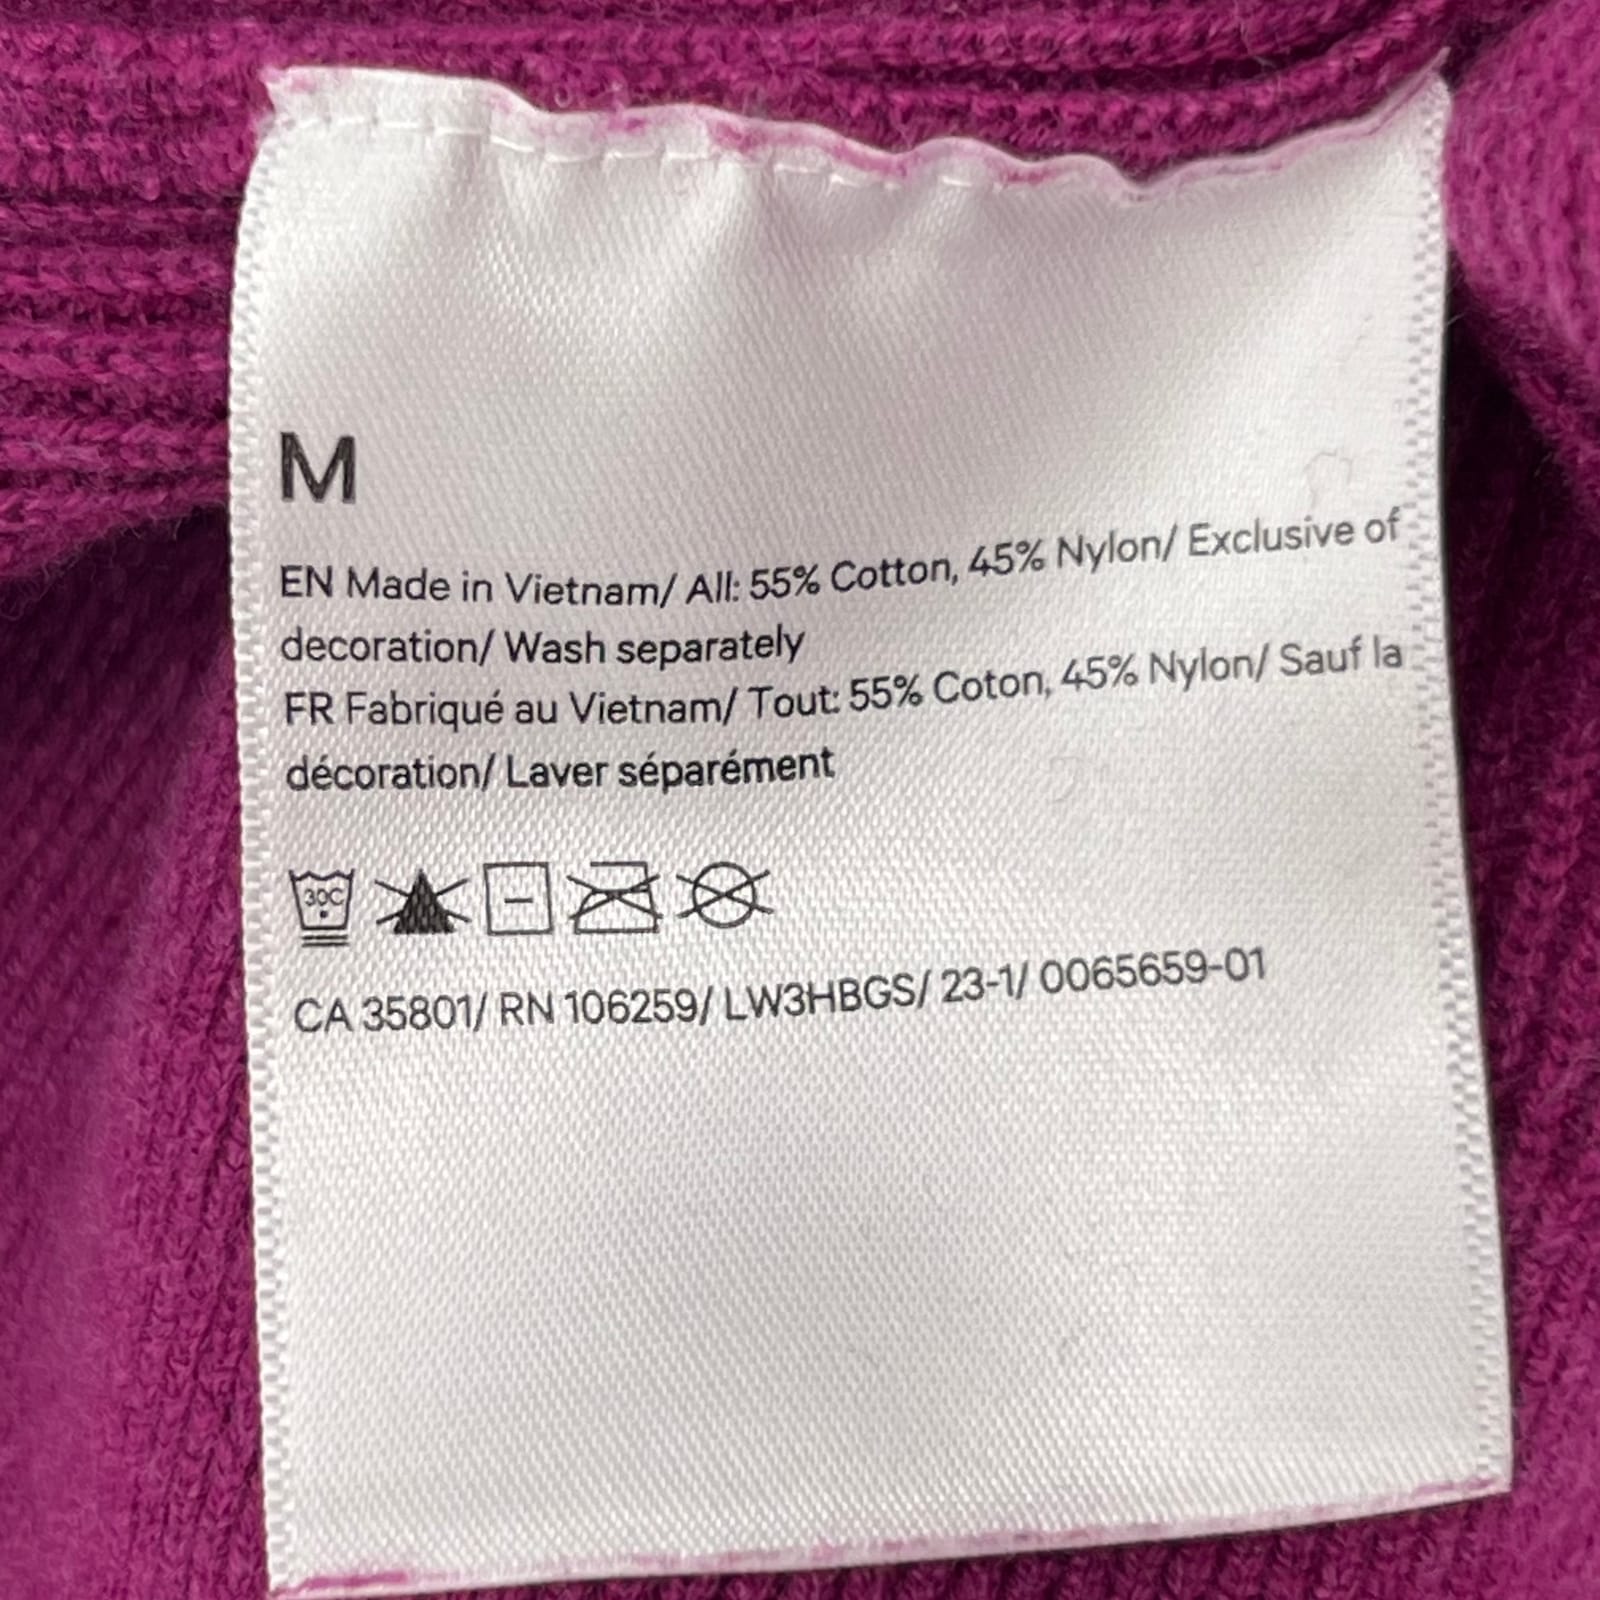 M
EN Made in Vietnam/ All: 55% Cotton, 45% Nylon/ Exclusive of
decoration/ Wash separately
FR Fabriqué au Vietnam/ Tout: 55% Coton, 45% Nylon/ Sauf la
décoration/ Laver séparément
30C
CA 35801/ RN 106259/ LW3HBGS/ 23-1/ 0065659-01